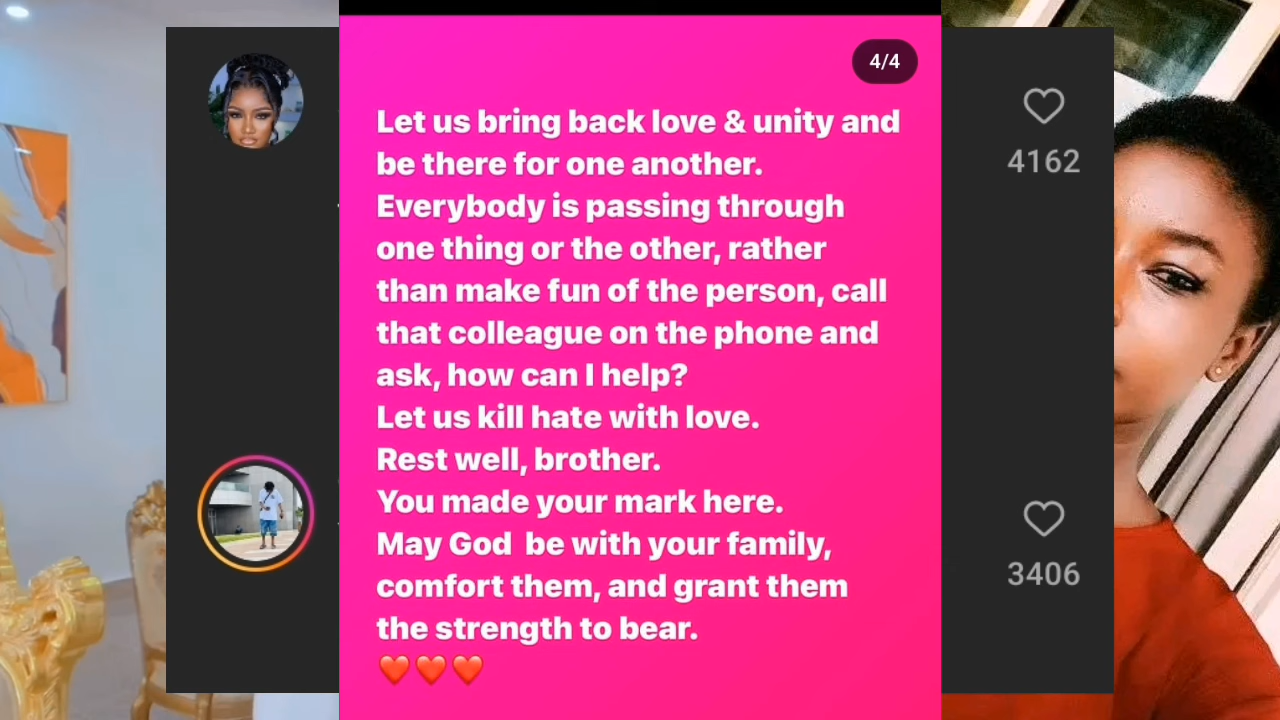 4/4
Let us bring back love & unity and
be there for one another.
Everybody is passing through
one thing or the other, rather
than make fun of the person, call
that colleague on the phone and
ask, how can I help?
Let us kill hate with love.
Rest well, brother.
You made your mark here.
May God  be with your family,
comfort them, and grant them
the strength to bear.
❤️❤️❤️
4162
3406